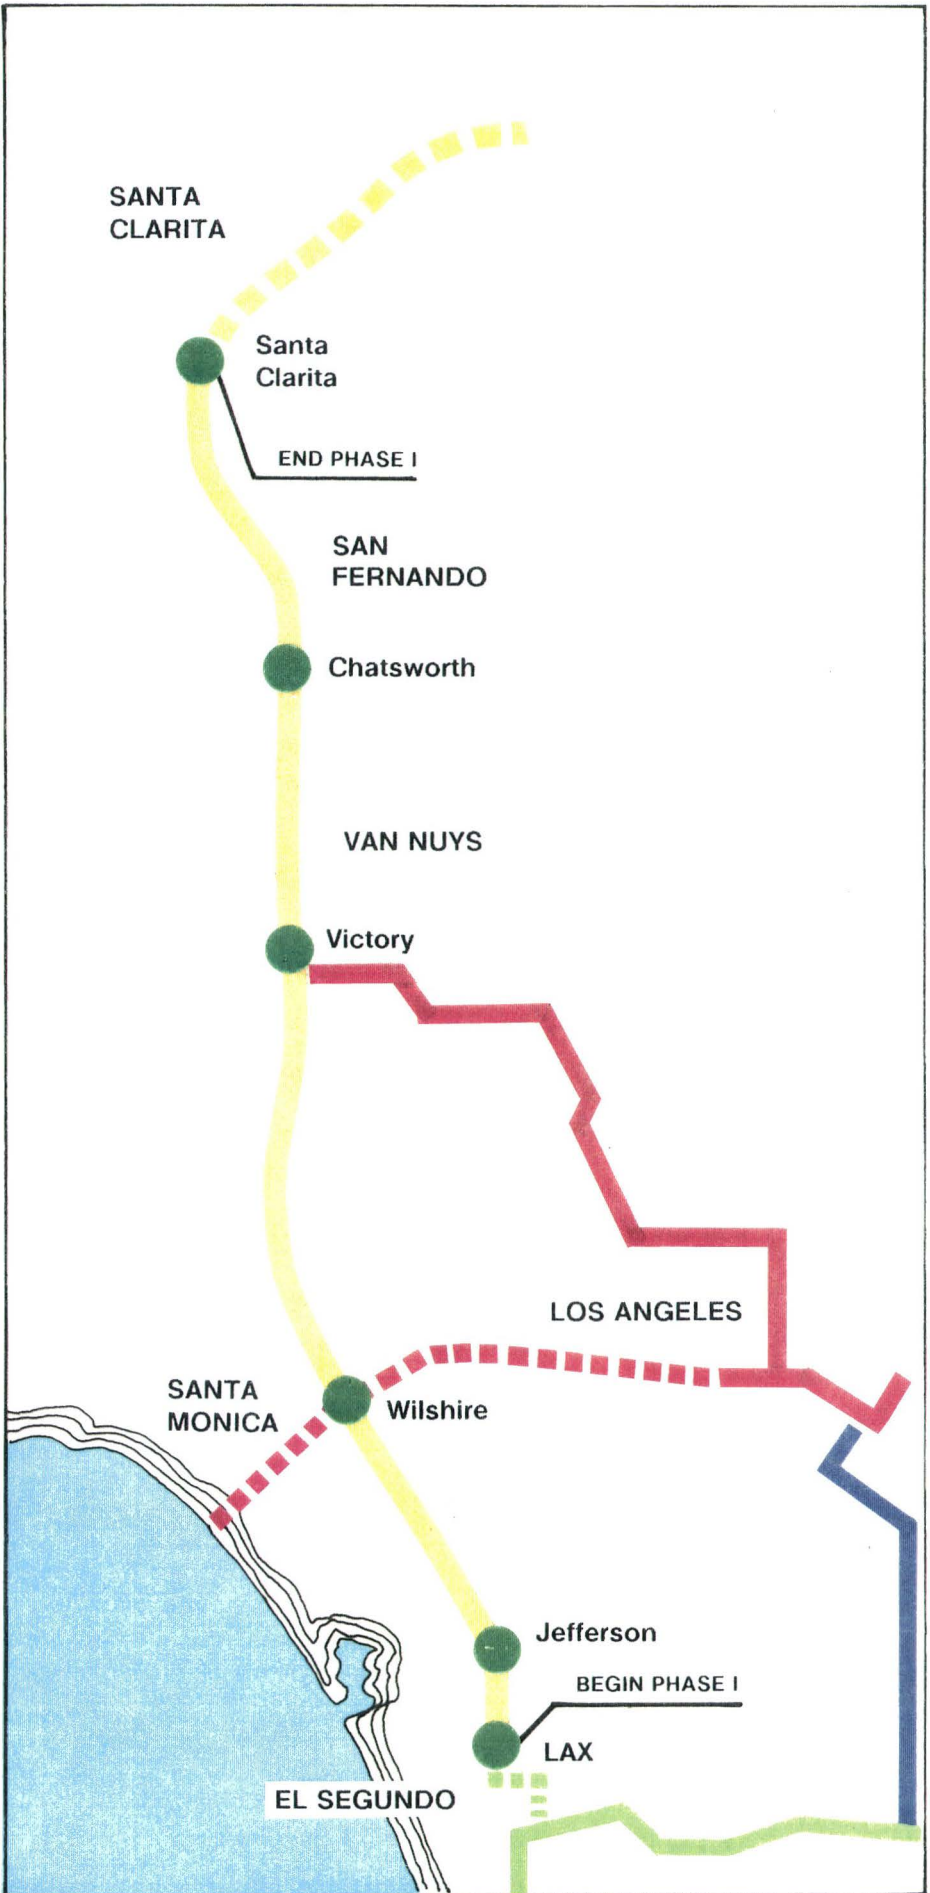 SANTA
CLARITA
Santa
Clarita
END PHASE I
SAN
FERNANDO
Chatsworth
VAN NUYS
Victory
LOS ANGELES
SANTA
MONICA
Wilshire
Jefferson
BEGIN PHASE I
LAX
EL SEGUNDO